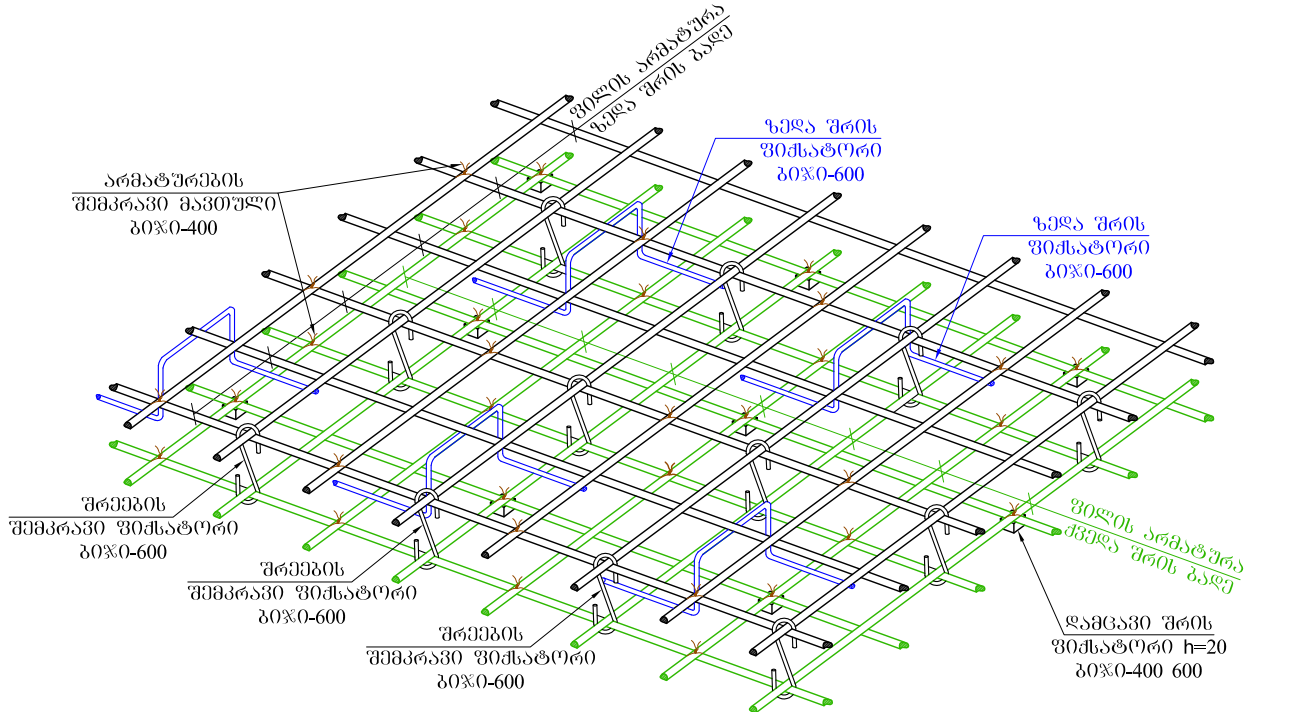 ფილის არმატურა
ზედა შრის ბადე
ზედა შრის
ფიქსატორი
ბიჯი-600
არმატურების
შემკრავი მავთული
ბიჯი-400
ზედა შრის
ფიქსატორი
ბიჯი-600
შრეების
შემკრავი ფიქსატორი
ბიჯი-600
შრეების
შემკრავი ფიქსატორი
ბიჯი-600
შრეების
შემკრავი ფიქსატორი
ბიჯი-600
ფილის არმატურა
ქვედა შრის ბადე
დამცავი შრის
ფიქსატორი h=20
ბიჯი-400 600